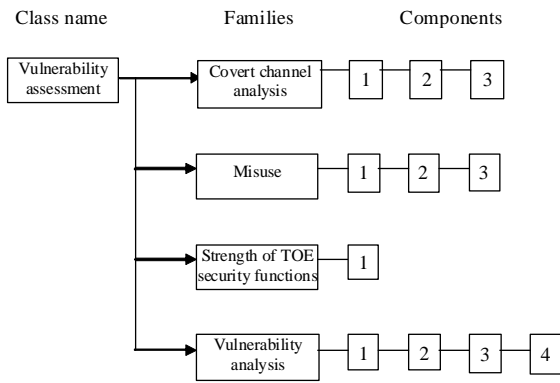 Class name Families Components
Vulnerability
assessment
Covert channel
analysis
1 2 3
Misuse
1 2 3
Strength of TOE
security functions
1
Vulnerability
analysis
1 2 3 4